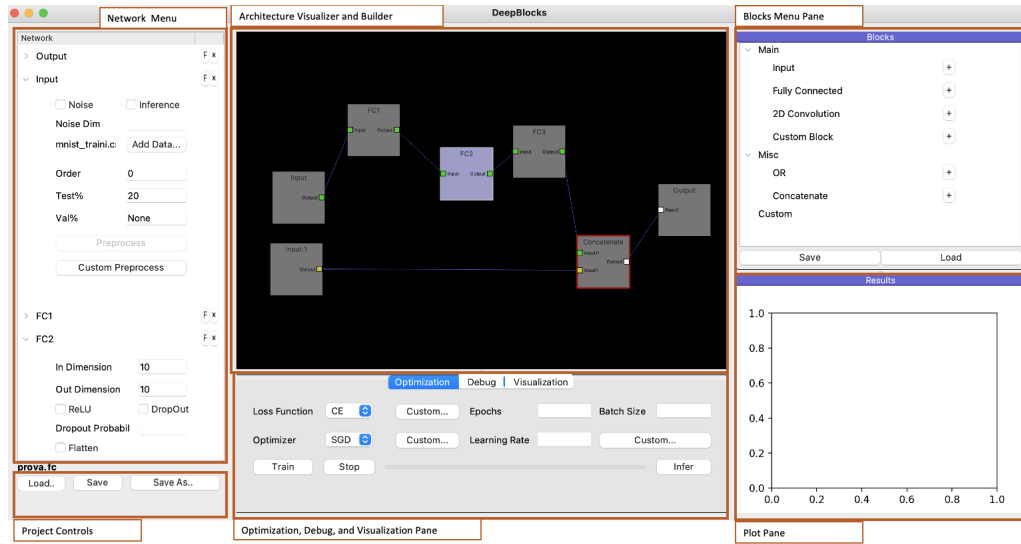 DeepBlocks
Network Menu
Network
Output
F x
Input
F x
Noise
Inference
Noise Dim
mnist_traini.c:
Add Data...
Order
0
Test%
20
Val%
None
Preprocess
Custom Preprocess
FC1
F x
FC2
F x
In Dimension
10
Out Dimension
10
ReLU
DropOut
Dropout Probabil
Flatten
prova.fc
Load..
Save
Save As..
Project Controls
Architecture Visualizer and Builder
FC1
Input
Output
FC2
Input
Output
FC3
Input
Output
Input
Output
Output
Result
Input.1
Output
Concatenate
Input0
Output
Input1
Optimization
Debug
Visualization
Loss Function
CE
Custom...
Epochs
Batch Size
Optimizer
SGD
Custom...
Learning Rate
Custom...
Train
Stop
Infer
Optimization, Debug, and Visualization Pane
Blocks Menu Pane
Blocks
Main
Input
+
Fully Connected
+
2D Convolution
+
Custom Block
+
Misc
OR
+
Concatenate
+
Custom
Save
Load
Results
1.0
0.8
0.6
0.4
0.2
0.0
0.0 0.2 0.4 0.6 0.8 1.0
Plot Pane